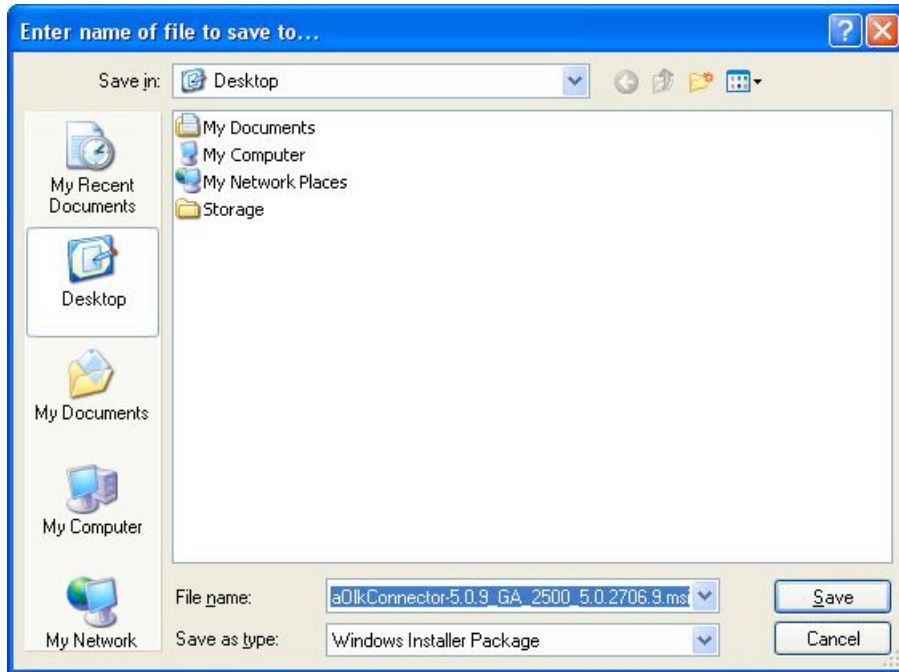 Enter name of file to save to...
Save in:
Desktop
My Documents
My Computer
My Network Places
Storage
My Recent
Documents
Desktop
My Documents
My Computer
My Network
File name:
aOlkConnector-5.0.9_GA_2500_5.0.2706.9.msi
Save
Save as type:
Windows Installer Package
Cancel